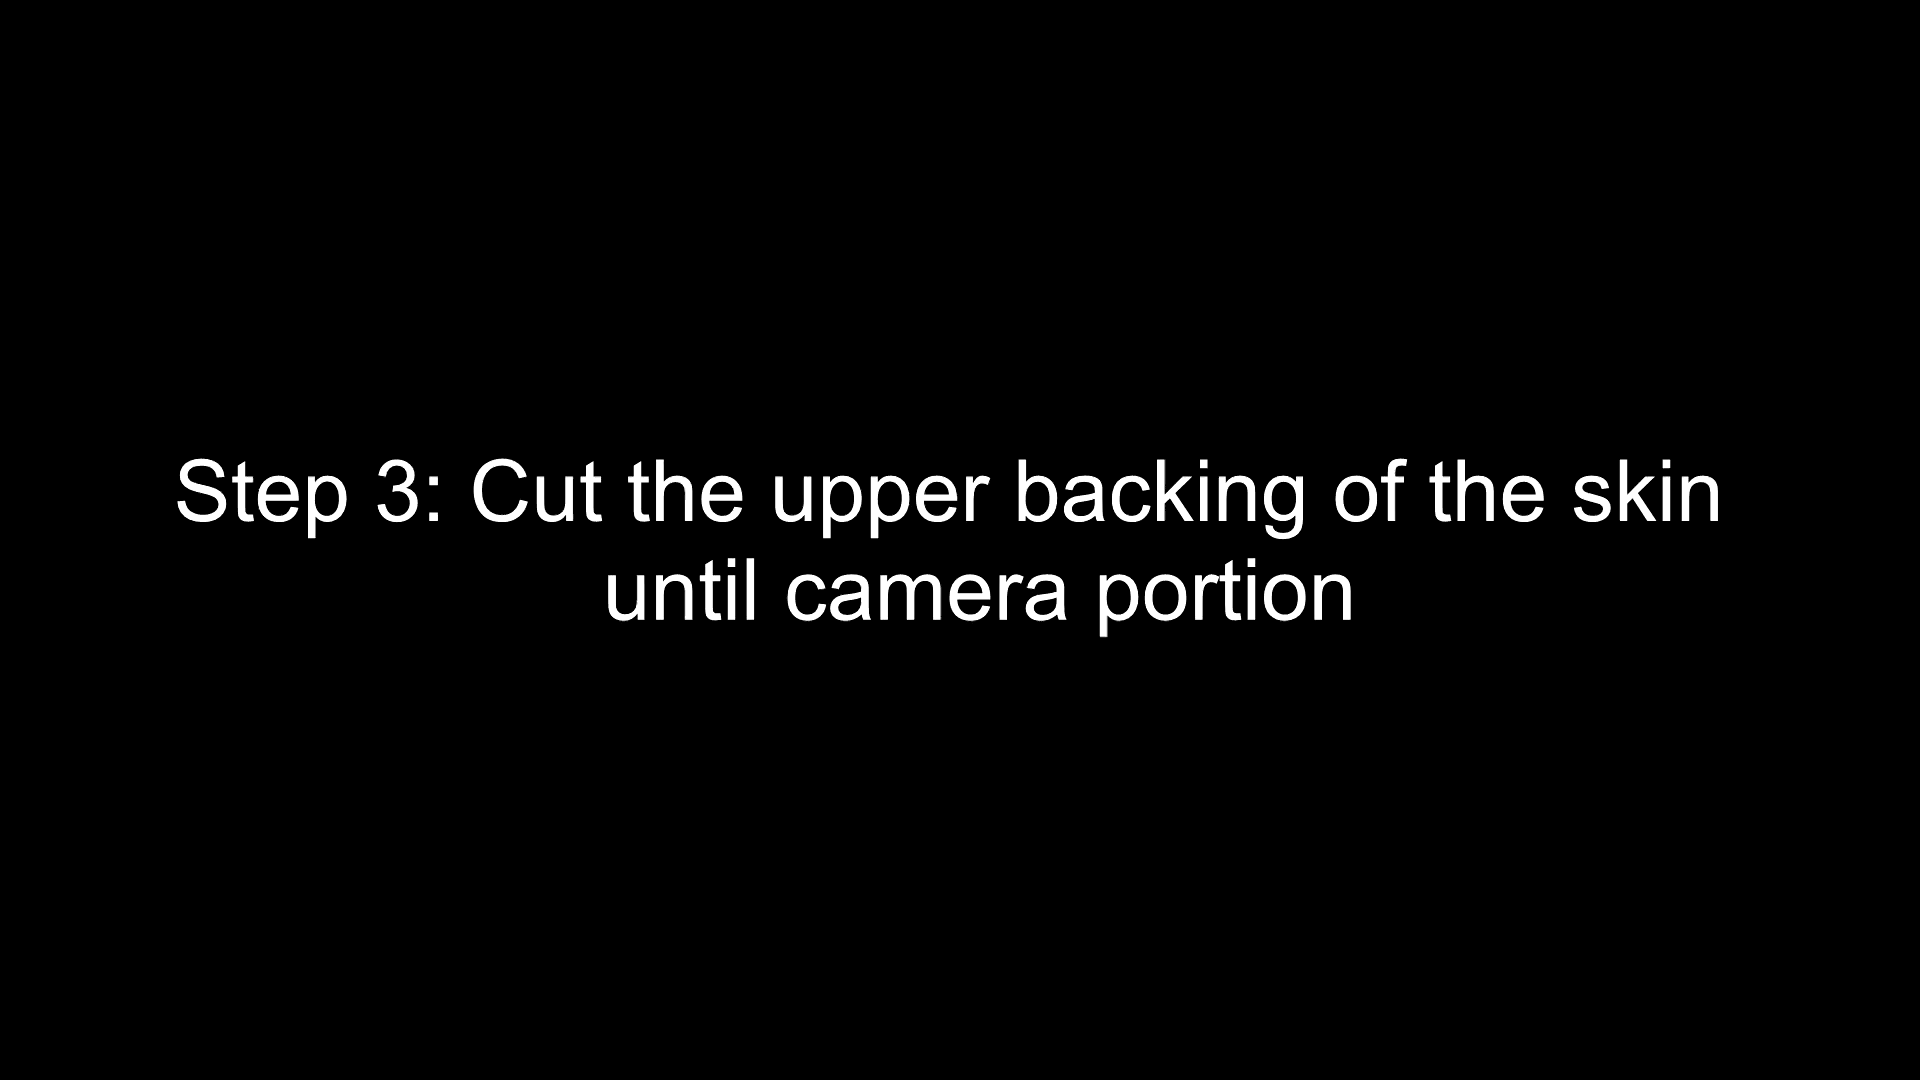 Step 3: Cut the upper backing of the skin
until camera portion